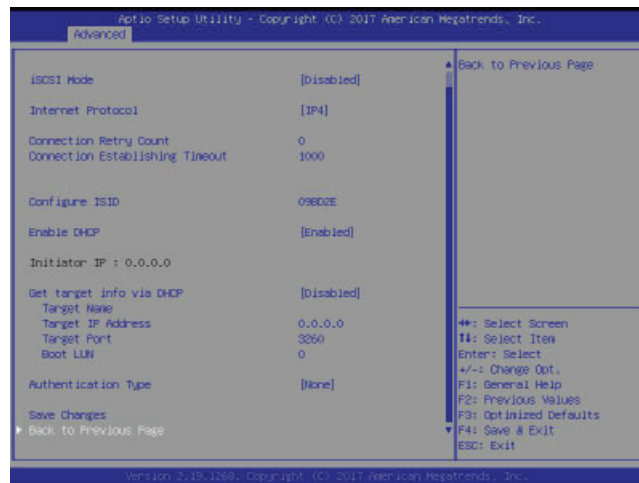 Aptio Setup Utility - Copyright (C) 2017 American Megatrends, Inc.
Advanced
iSCSI Mode [Disabled]
Internet Protocol [IP4]
Connection Retry Count 0
Connection Establishing Timeout 1000
Configure ISID 09BD2E
Enable DHCP [Enabled]
Initiator IP : 0.0.0.0
Get target info via DHCP [Disabled]
Target Name
Target IP Address 0.0.0.0
Target Port 3260
Boot LUN 0
Authentication Type [None]
Save Changes
Back to Previous Page
Back to Previous Page
↔: Select Screen
↑↓: Select Item
Enter: Select
+/-: Change Opt.
F1: General Help
F2: Previous Values
F3: Optimized Defaults
F4: Save & Exit
ESC: Exit
Version 2.19.1268. Copyright (C) 2017 American Megatrends, Inc.